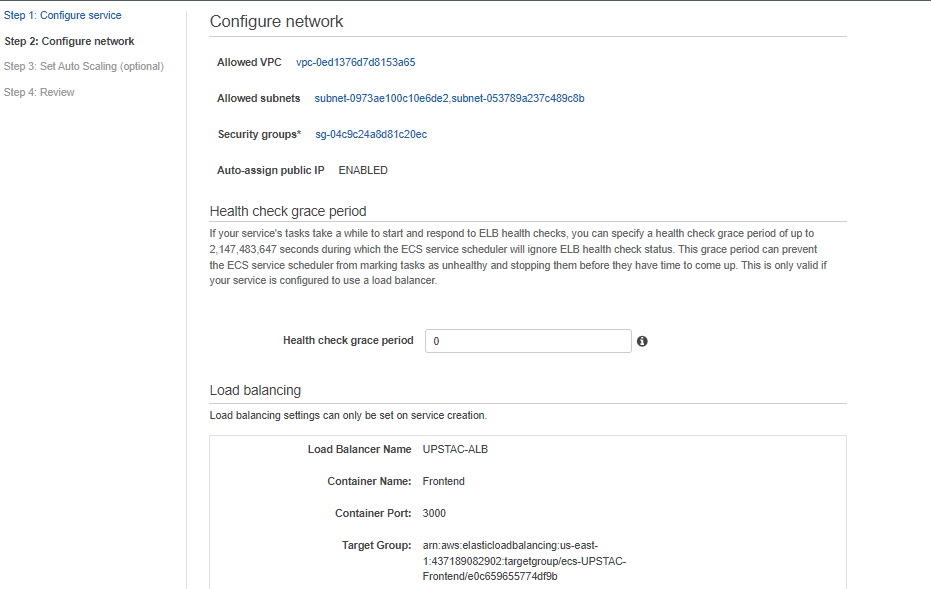 Step 1: Configure service
Step 2: Configure network
Step 3: Set Auto Scaling (optional)
Step 4: Review
Configure network
Allowed VPC vpc-0ed1376d7d8153a65
Allowed subnets subnet-0973ae100c10e6de2,subnet-053789a237c489c8b
Security groups* sg-04c9c24a8d81c20ec
Auto-assign public IP ENABLED
Health check grace period
If your service's tasks take a while to start and respond to ELB health checks, you can specify a health check grace period of up to
2,147,483,647 seconds during which the ECS service scheduler will ignore ELB health check status. This grace period can prevent
the ECS service scheduler from marking tasks as unhealthy and stopping them before they have time to come up. This is only valid if
your service is configured to use a load balancer.
Health check grace period 0
Load balancing
Load balancing settings can only be set on service creation.
Load Balancer Name UPSTAC-ALB
Container Name: Frontend
Container Port: 3000
Target Group: arn:aws:elasticloadbalancing:us-east-
1:437189082902:targetgroup/ecs-UPSTAC-
Frontend/e0c659655774df9b